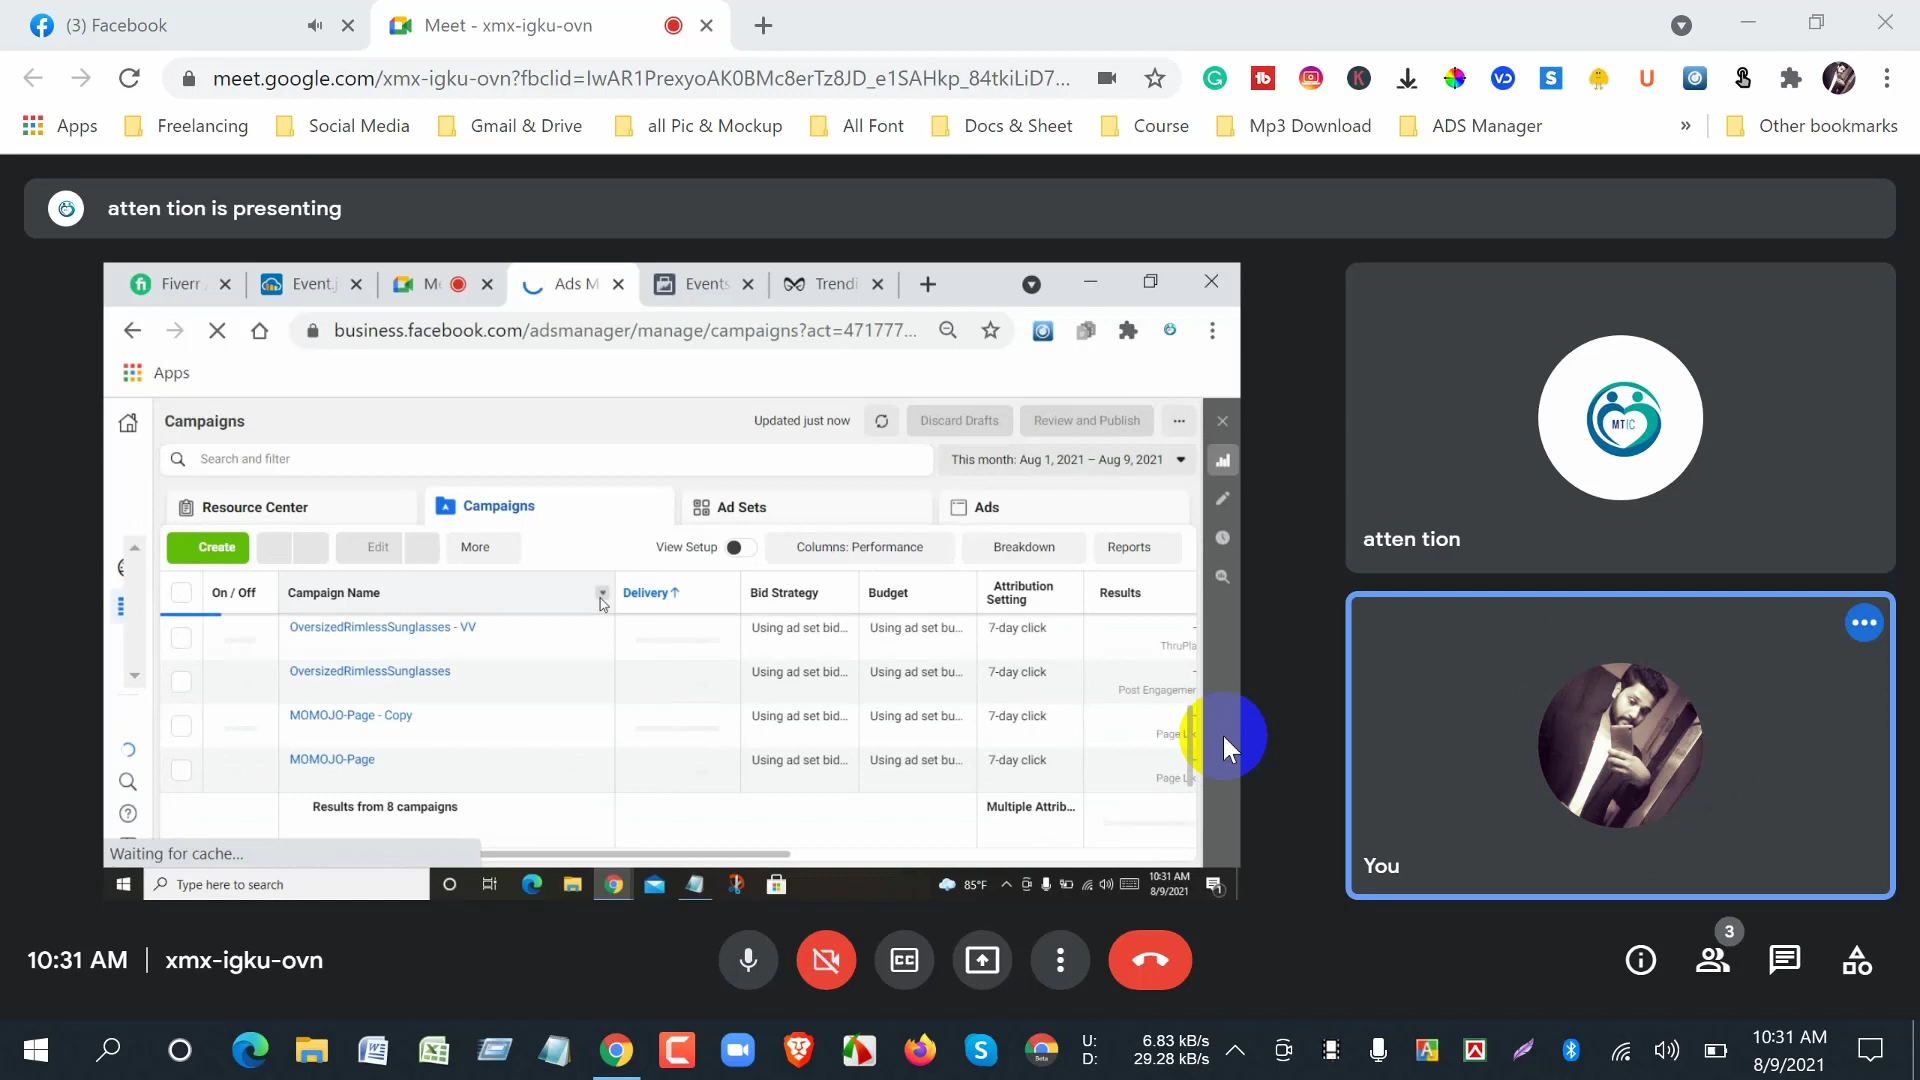 (3) Facebook
Meet - xmx-igku-ovn
meet.google.com/xmx-igku-ovn?fbclid=IwAR1PrexyoAK0BMc8erTz8JD_e1SAHkp_84tkiLiD7...
Apps
Freelancing
Social Media
Gmail & Drive
all Pic & Mockup
All Font
Docs & Sheet
Course
Mp3 Download
ADS Manager
»
Other bookmarks
atten tion is presenting
Fiverr
Event.j
Me
Ads M
Events
Trendi
business.facebook.com/adsmanager/manage/campaigns?act=471777...
Apps
Campaigns
Updated just now
Discard Drafts
Review and Publish
Search and filter
This month: Aug 1, 2021 – Aug 9, 2021
Resource Center
Campaigns
Ad Sets
Ads
Create
Edit
More
View Setup
Columns: Performance
Breakdown
Reports
On / Off
Campaign Name
Delivery
Bid Strategy
Budget
Attribution
Setting
Results
OversizedRimlessSunglasses - VV
Using ad set bid...
Using ad set bu...
7-day click
ThruPla
OversizedRimlessSunglasses
Using ad set bid...
Using ad set bu...
7-day click
Post Engagemen
MOMOJO-Page - Copy
Using ad set bid...
Using ad set bu...
7-day click
Page
MOMOJO-Page
Using ad set bid...
Using ad set bu...
7-day click
Page
Results from 8 campaigns
Multiple Attrib...
Waiting for cache...
Type here to search
85°F
10:31 AM
8/9/2021
MTIC
atten tion
You
10:31 AM
xmx-igku-ovn
CC
3
U: 6.83 kB/s
D: 29.28 kB/s
10:31 AM
8/9/2021